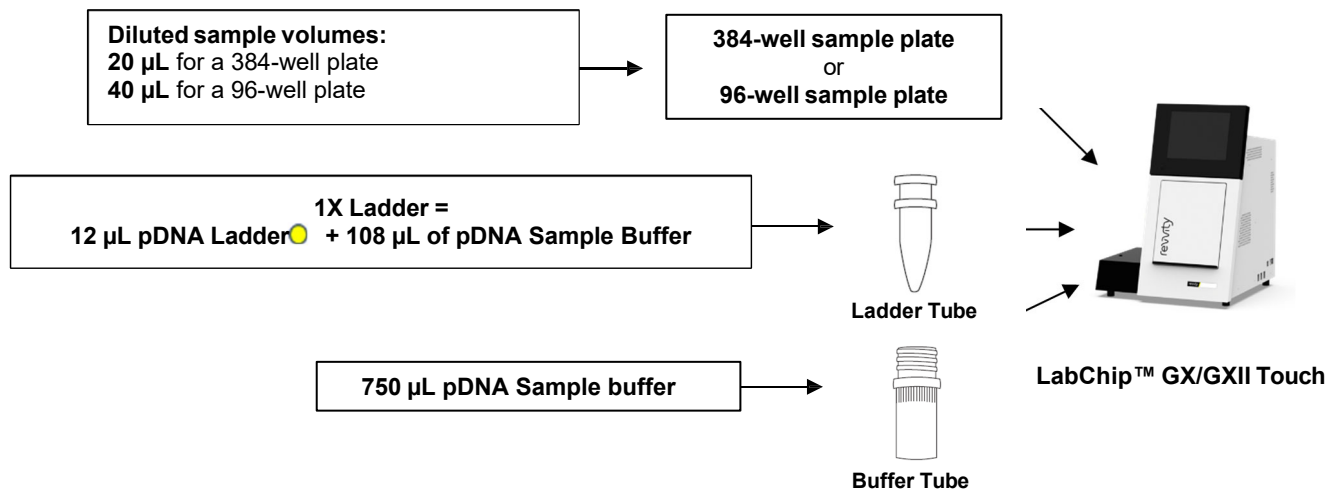 Diluted sample volumes:
20 µL for a 384-well plate
40 µL for a 96-well plate
384-well sample plate
or
96-well sample plate
1X Ladder =
12 µL pDNA Ladder + 108 µL of pDNA Sample Buffer
Ladder Tube
revvity
750 µL pDNA Sample buffer
Buffer Tube
LabChip™ GX/GXII Touch